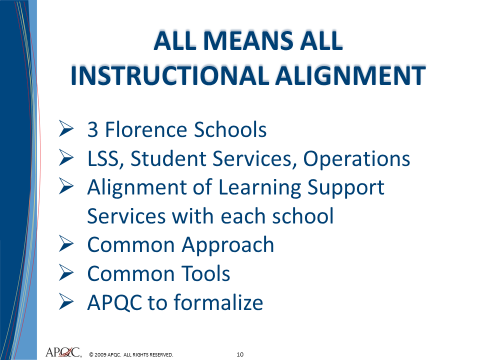 ALL MEANS ALL
INSTRUCTIONAL ALIGNMENT
➢ 3 Florence Schools
➢ LSS, Student Services, Operations
➢ Alignment of Learning Support
Services with each school
➢ Common Approach
➢ Common Tools
➢ APQC to formalize
APQC © 2009 APQC. ALL RIGHTS RESERVED. 10